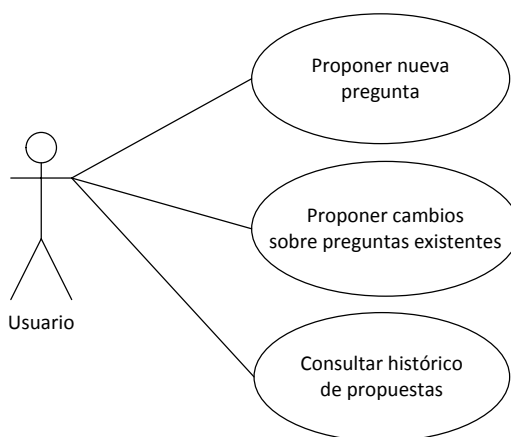 Proponer nueva
pregunta
Proponer cambios
sobre preguntas existentes
Usuario
Consultar histórico
de propuestas